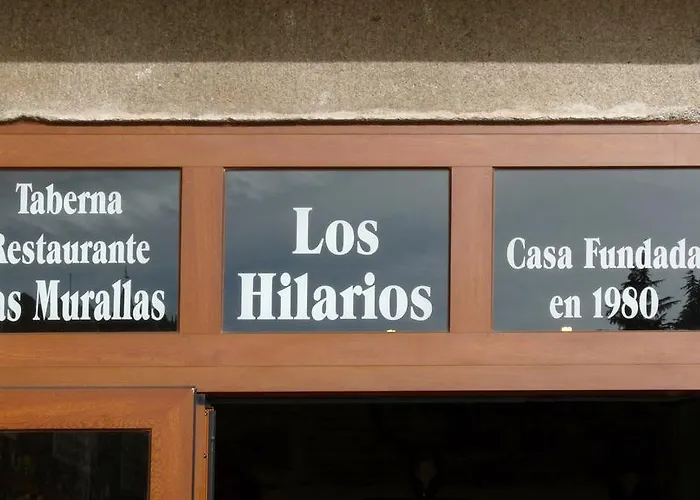 Taberna
Restaurante
as Murallas
Los
Hilarios
Casa Fundada
en 1980